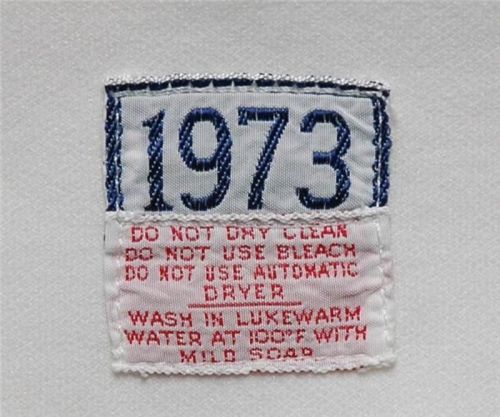 1973
DO NOT DRY CLEAN
DO NOT USE BLEACH
DO NOT USE AUTOMATIC
DRYER
WASH IN LUKEWARM
WATER AT 100°F WITH
MILD SOAP